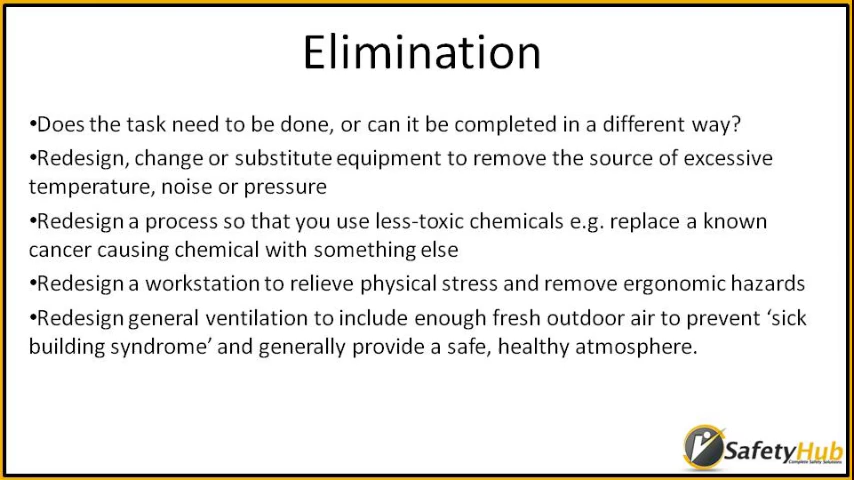 Elimination
•Does the task need to be done, or can it be completed in a different way?
•Redesign, change or substitute equipment to remove the source of excessive
temperature, noise or pressure
•Redesign a process so that you use less-toxic chemicals e.g. replace a known
cancer causing chemical with something else
•Redesign a workstation to relieve physical stress and remove ergonomic hazards
•Redesign general ventilation to include enough fresh outdoor air to prevent ‘sick
building syndrome’ and generally provide a safe, healthy atmosphere.
SafetyHub
Complete Safety Solutions